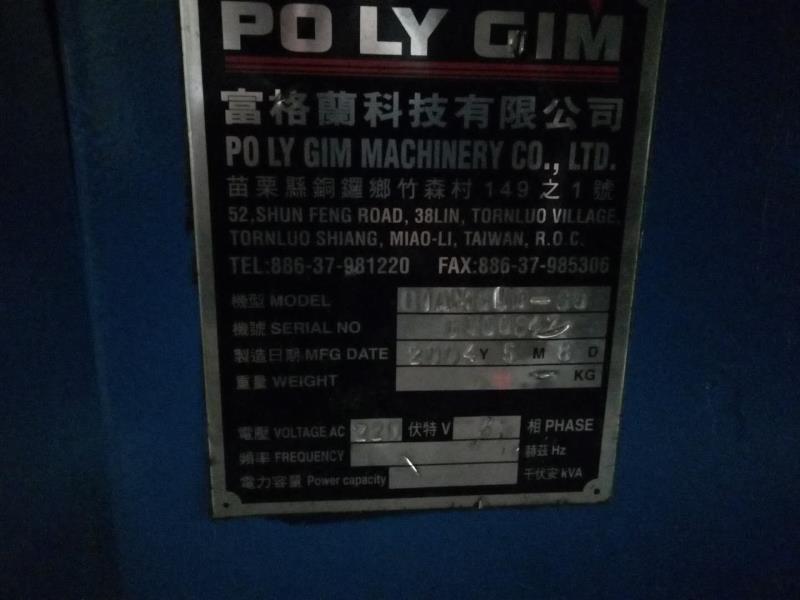 PO LY GIM
富格蘭科技有限公司
PO LY GIM MACHINERY CO., LTD.
苗栗縣銅鑼鄉竹森村149之1號
52,SHUN FENG ROAD, 38LIN, TORNLUO VILLAGE,
TORNLUO SHIANG, MIAO-LI, TAIWAN, R.O.C.
TEL:886-37-981220 FAX:886-37-985306
機型 MODEL
機號 SERIAL NO
製造日期 MFG DATE 2004 Y 5 M 6 D
重量 WEIGHT KG
電壓 VOLTAGE AC 220 伏特 V 相 PHASE
頻率 FREQUENCY 赫茲 Hz
電力容量 Power capacity 千伏安 kVA